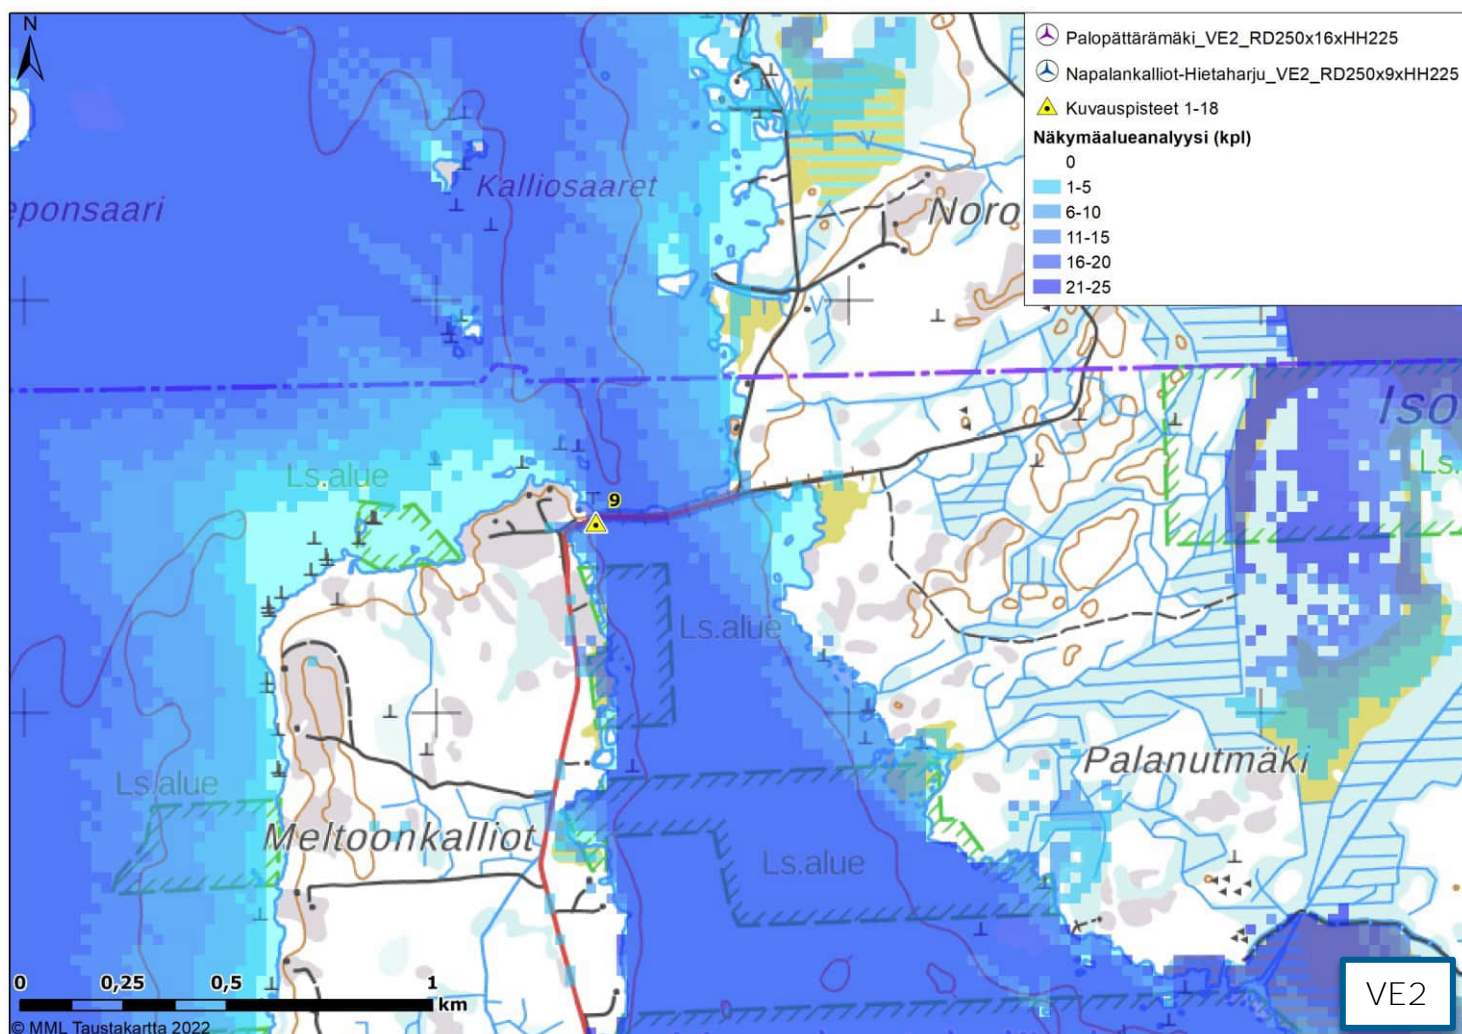 N
Palopättärämäki_VE2_RD250x16xHH225
Napalankalliot-Hietaharju_VE2_RD250x9xHH225
Kuvauspisteet 1-18
Näkymäalueanalyysi (kpl)
0
1-5
6-10
11-15
16-20
21-25
Kalliosaaret
eponsaari
Noro
Iso
Ls.alue
Ls.
9
Ls.alue
Palanutmäki
Ls.alue
Meltoonkalliot
Ls.alue
0 0,25 0,5 1
km
VE2
© MML Taustakartta 2022